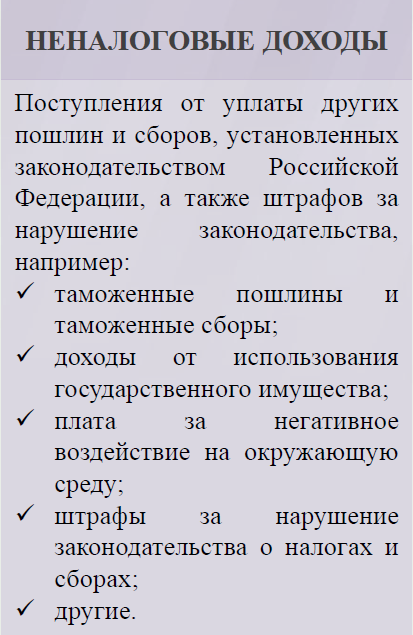 НЕНАЛОГОВЫЕ ДОХОДЫ
Поступления от уплаты других
пошлин и сборов, установленных
законодательством Российской
Федерации, а также штрафов за
нарушение законодательства,
например:
✓ таможенные пошлины и
таможенные сборы;
✓ доходы от использования
государственного имущества;
✓ плата за негативное
воздействие на окружающую
среду;
✓ штрафы за нарушение
законодательства о налогах и
сборах;
✓ другие.